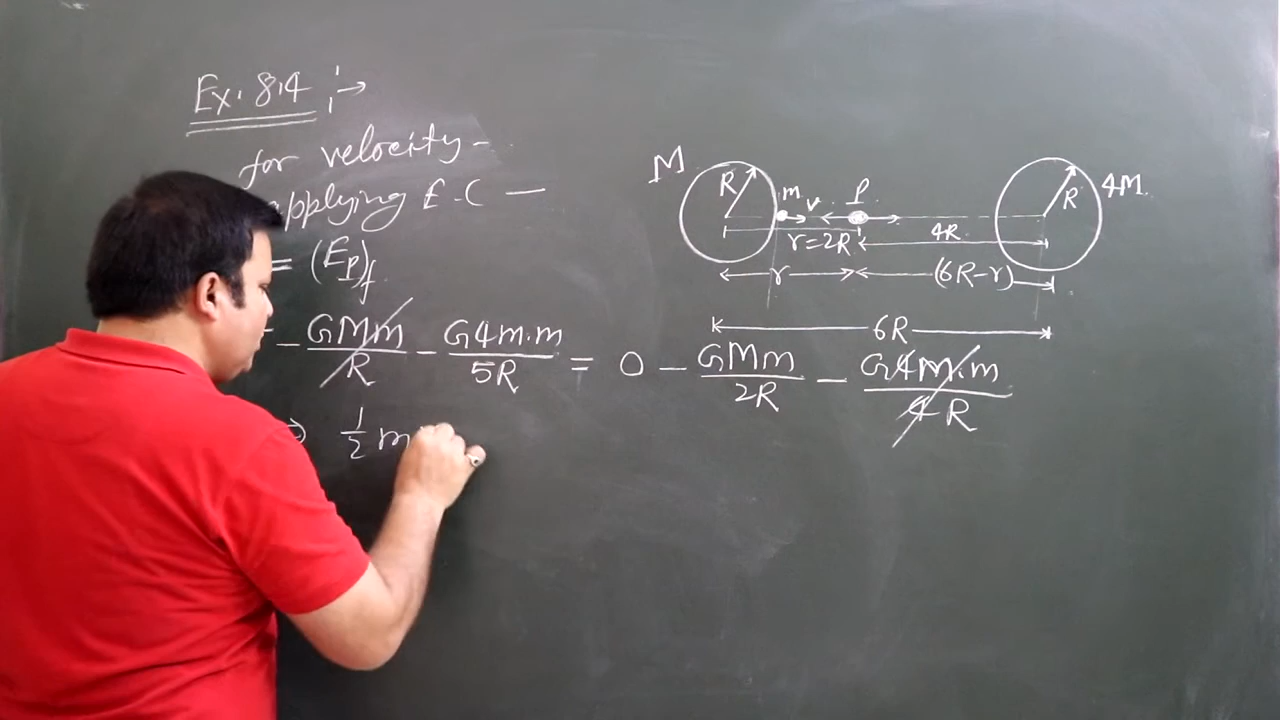 Ex. 8.4 :→
for velocity -
applying E.C —
= (Ep)f
- GMm/R - G4m.m/5R = 0 - GMm/2R - G4M.m/4R
⇒ 1/2 m
M
R
m
v
P
R
4M.
r=2R
4R
r
(6R-r)
6R